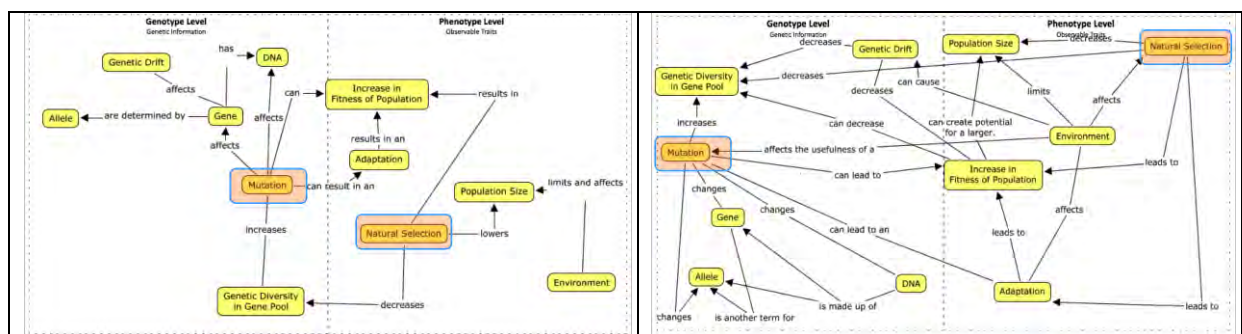 Genotype Level
Genetic Information
Phenotype Level
Observable Traits
has
DNA
Genetic Drift
affects
can
Increase in
Fitness of Population
results in
Allele
are determined by
Gene
affects
affects
results in an
Adaptation
Mutation
can result in an
Population Size
limits and affects
increases
Natural Selection
lowers
Environment
Genetic Diversity
in Gene Pool
decreases
Genotype Level
Genetic Information
Phenotype Level
Observable Traits
decreases
Genetic Drift
Population Size
decreases
Natural Selection
Genetic Diversity
in Gene Pool
decreases
can cause
decreases
limits
affects
increases
can decrease
can create potential
for a larger.
Environment
Mutation
affects the usefulness of a
leads to
can lead to
Increase in
Fitness of Population
changes
changes
affects
Gene
can lead to an
leads to
Allele
DNA
Adaptation
changes
is another term for
is made up of
leads to